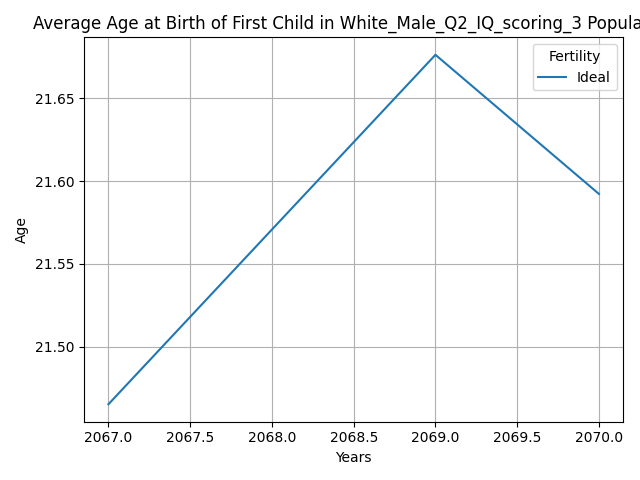 Average Age at Birth of First Child in White_Male_Q2_IQ_scoring_3 Popula
Fertility
Ideal
Age
21.65
21.60
21.55
21.50
2067.0 2067.5 2068.0 2068.5 2069.0 2069.5 2070.0
Years